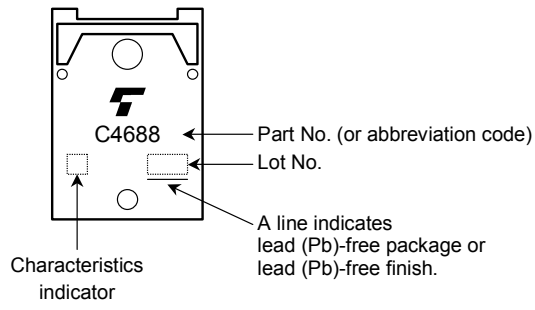 C4688
Part No. (or abbreviation code)
Lot No.
A line indicates
lead (Pb)-free package or
lead (Pb)-free finish.
Characteristics
indicator